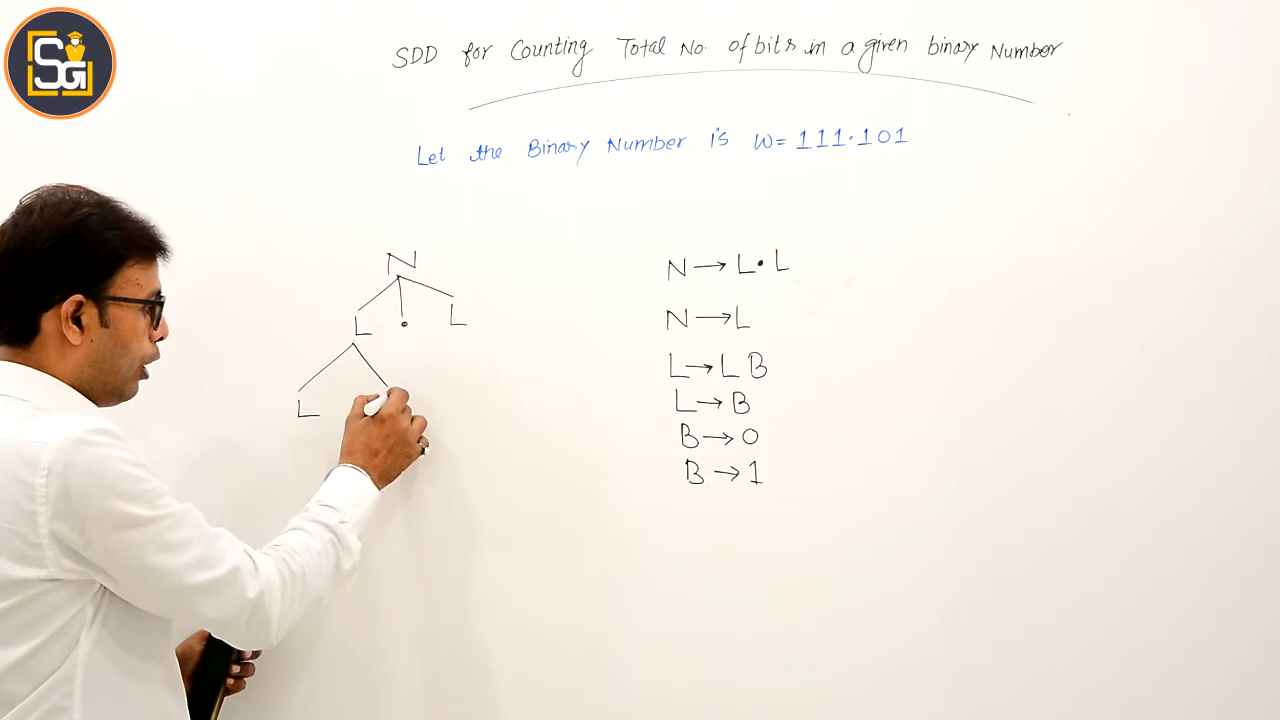 SG
SDD for Counting Total No. of bits in a given binary Number
Let the Binary Number is W= 111.101
N
L . L
L
N → L . L
N → L
L → L B
L → B
B → 0
B → 1